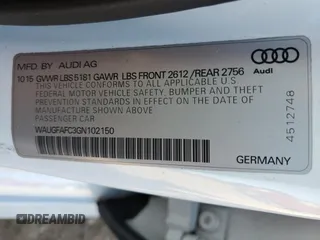 MFD. BY AUDI AG
10 15 GVWR LBS 5181 GAWR LBS FRONT 2612 /REAR 2756
THIS VEHICLE CONFORMS TO ALL APPLICABLE U.S.
FEDERAL MOTOR VEHICLE SAFETY, BUMPER, AND THEFT
PREVENTION STANDARDS IN EFFECT ON THE DATE OF
MANUFACTURE SHOWN ABOVE.
PASSENGER CAR
WAUGFAFC3GN102150
GERMANY
Audi
4512748
DREAMBID